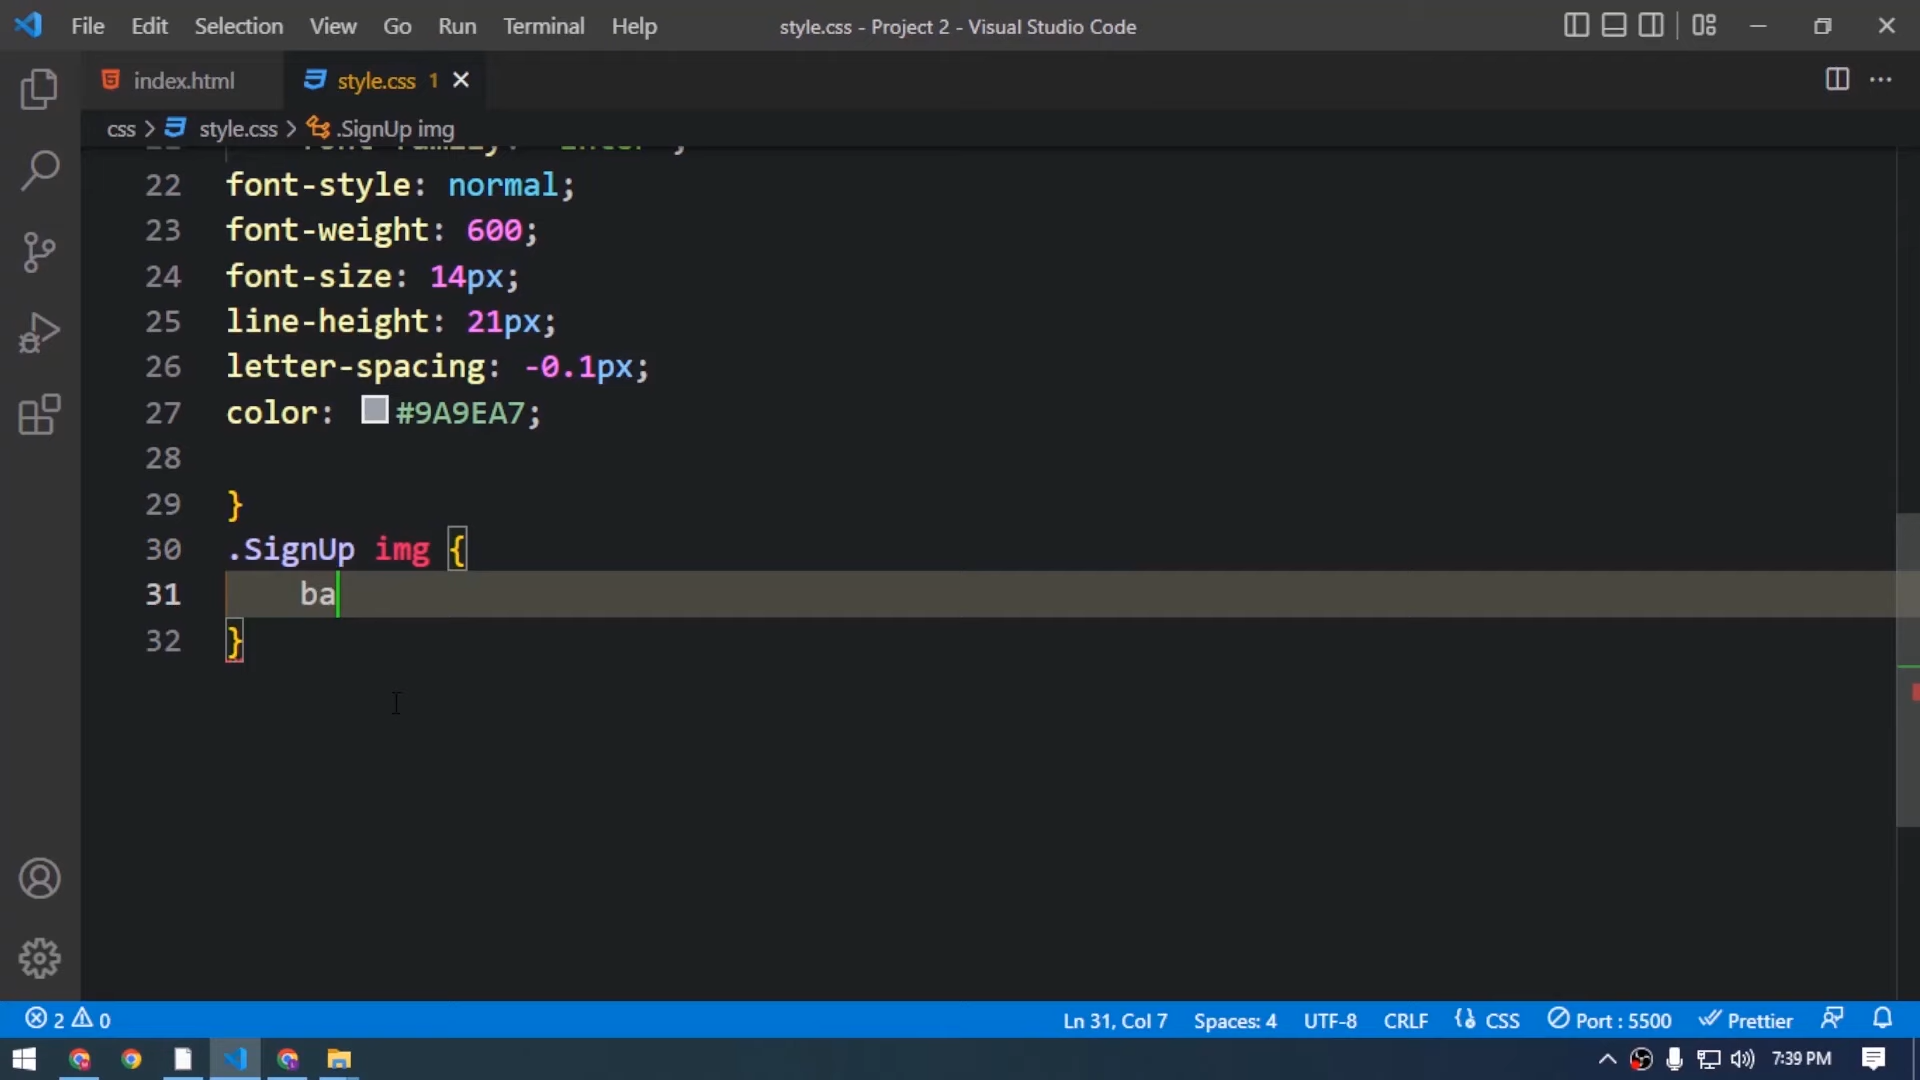 File Edit Selection View Go Run Terminal Help style.css - Project 2 - Visual Studio Code
index.html style.css 1
css style.css .SignUp img
22 font-style: normal;
23 font-weight: 600;
24 font-size: 14px;
25 line-height: 21px;
26 letter-spacing: -0.1px;
27 color: #9A9EA7;
28
29 }
30 .SignUp img {
31 ba
32 }
2 0 Ln 31, Col 7 Spaces: 4 UTF-8 CRLF CSS Port : 5500 Prettier
7:39 PM